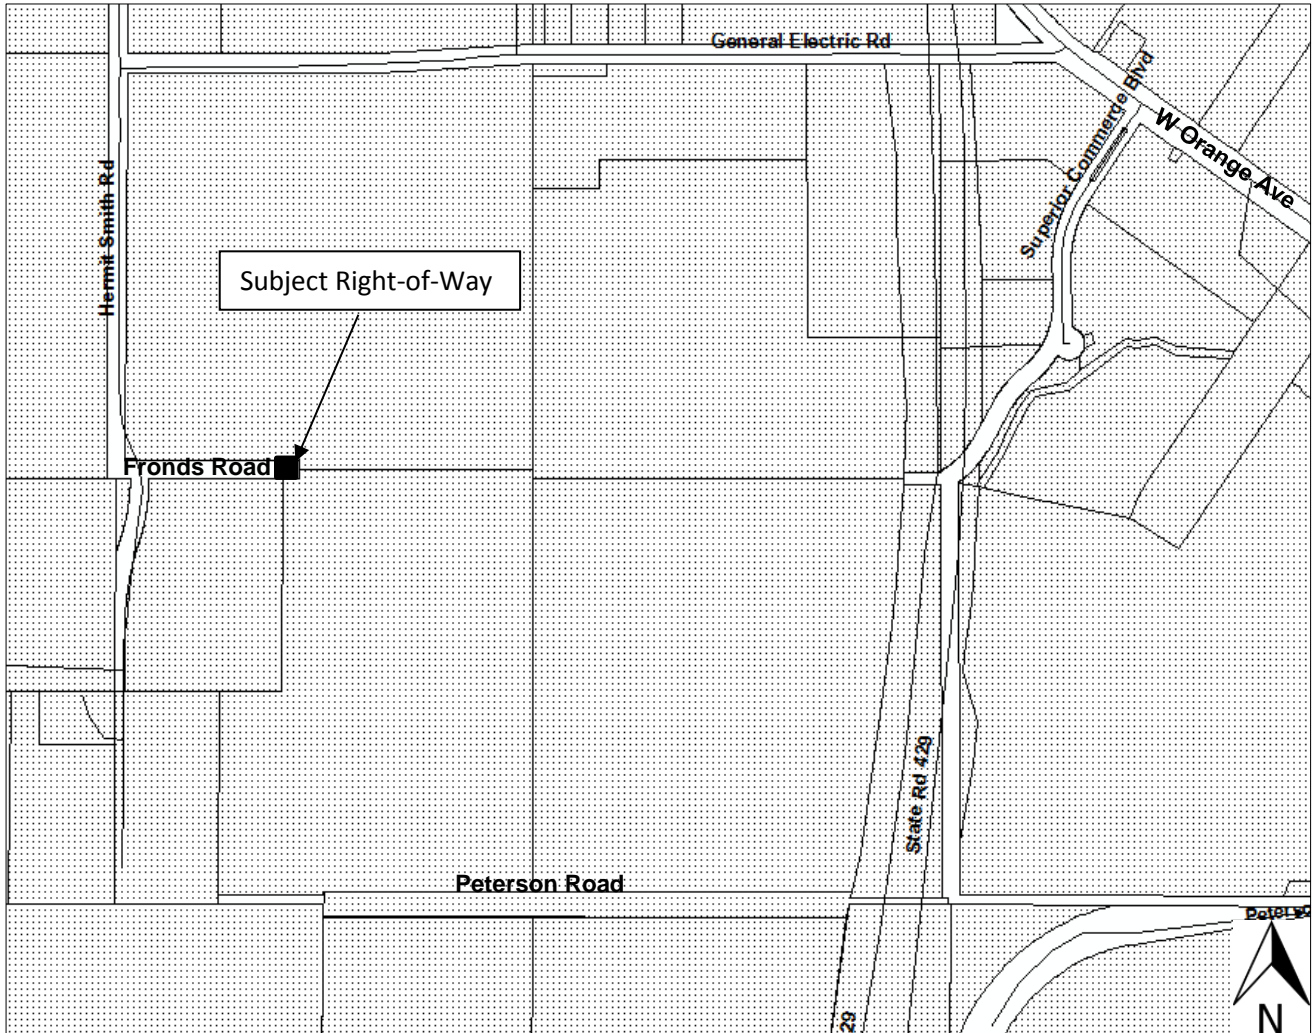 General Electric Rd
Superior Commerce Blvd
W Orange Ave
Hermit Smith Rd
Subject Right-of-Way
Fronds Road
State Rd 429
Peterson Road
29
N